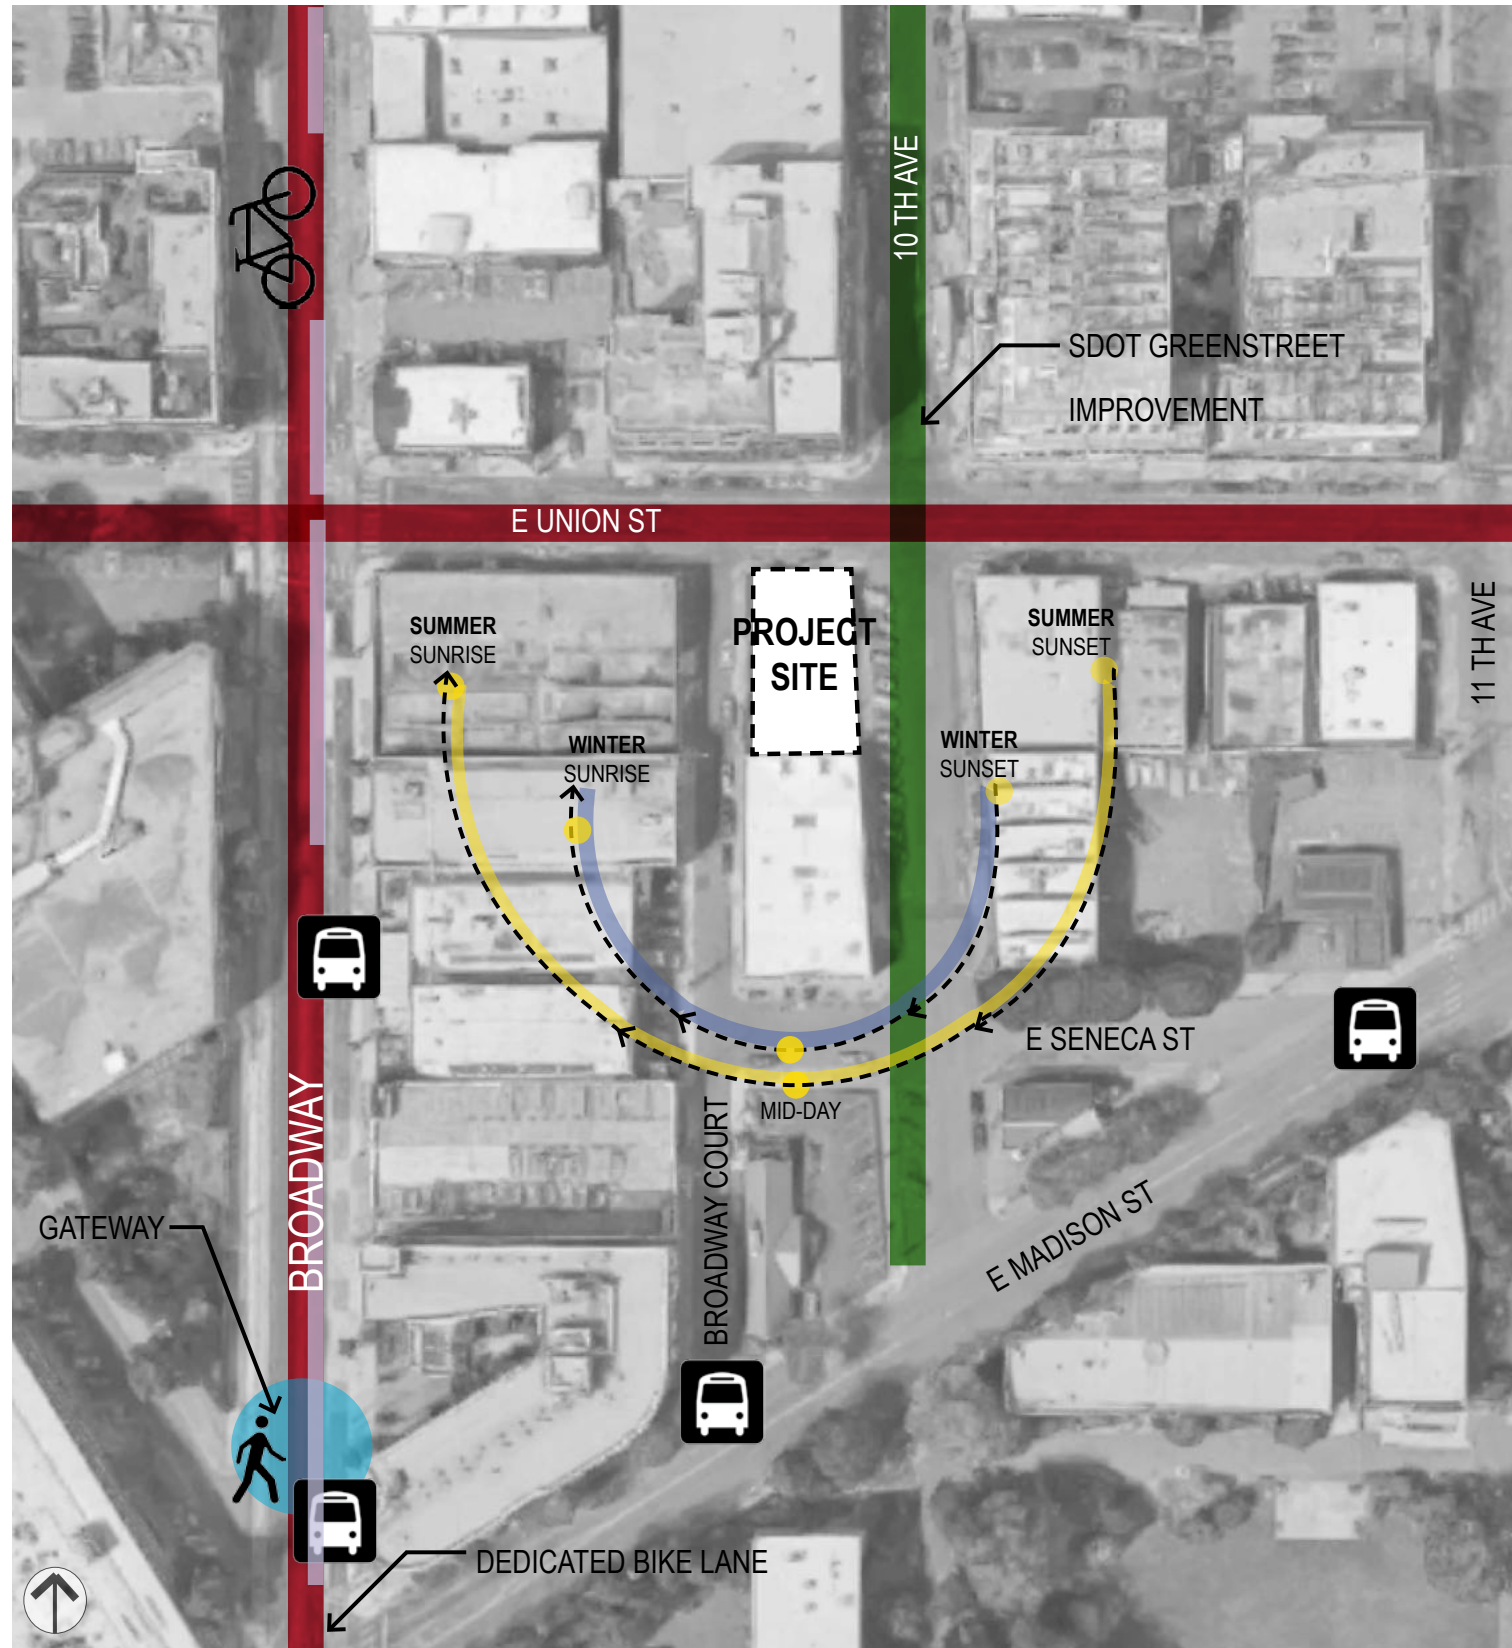 10 TH AVE
SDOT GREENSTREET
IMPROVEMENT
E UNION ST
SUMMER
SUNRISE
PROJECT
SITE
SUMMER
SUNSET
11 TH AVE
WINTER
SUNRISE
WINTER
SUNSET
E SENECA ST
MID-DAY
BROADWAY
BROADWAY COURT
GATEWAY
E MADISON ST
DEDICATED BIKE LANE